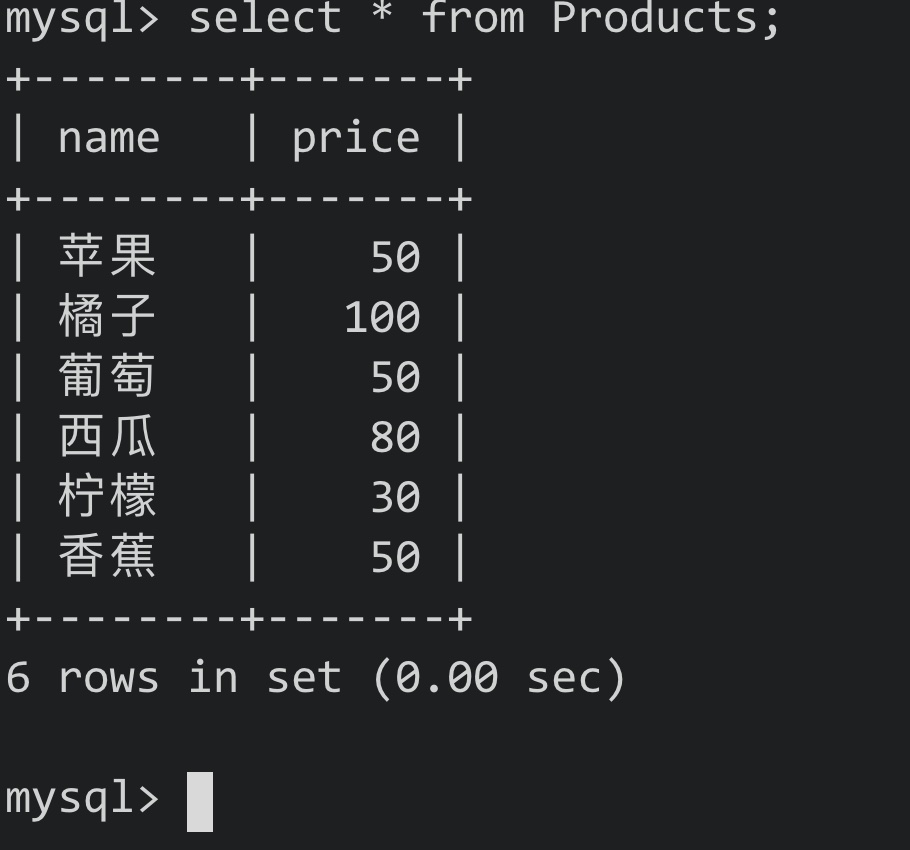 mysql> select * from Products;
+--------+-------+
| name   | price |
+--------+-------+
| 苹果   |    50 |
| 橘子   |   100 |
| 葡萄   |    50 |
| 西瓜   |    80 |
| 柠檬   |    30 |
| 香蕉   |    50 |
+--------+-------+
6 rows in set (0.00 sec)
mysql>